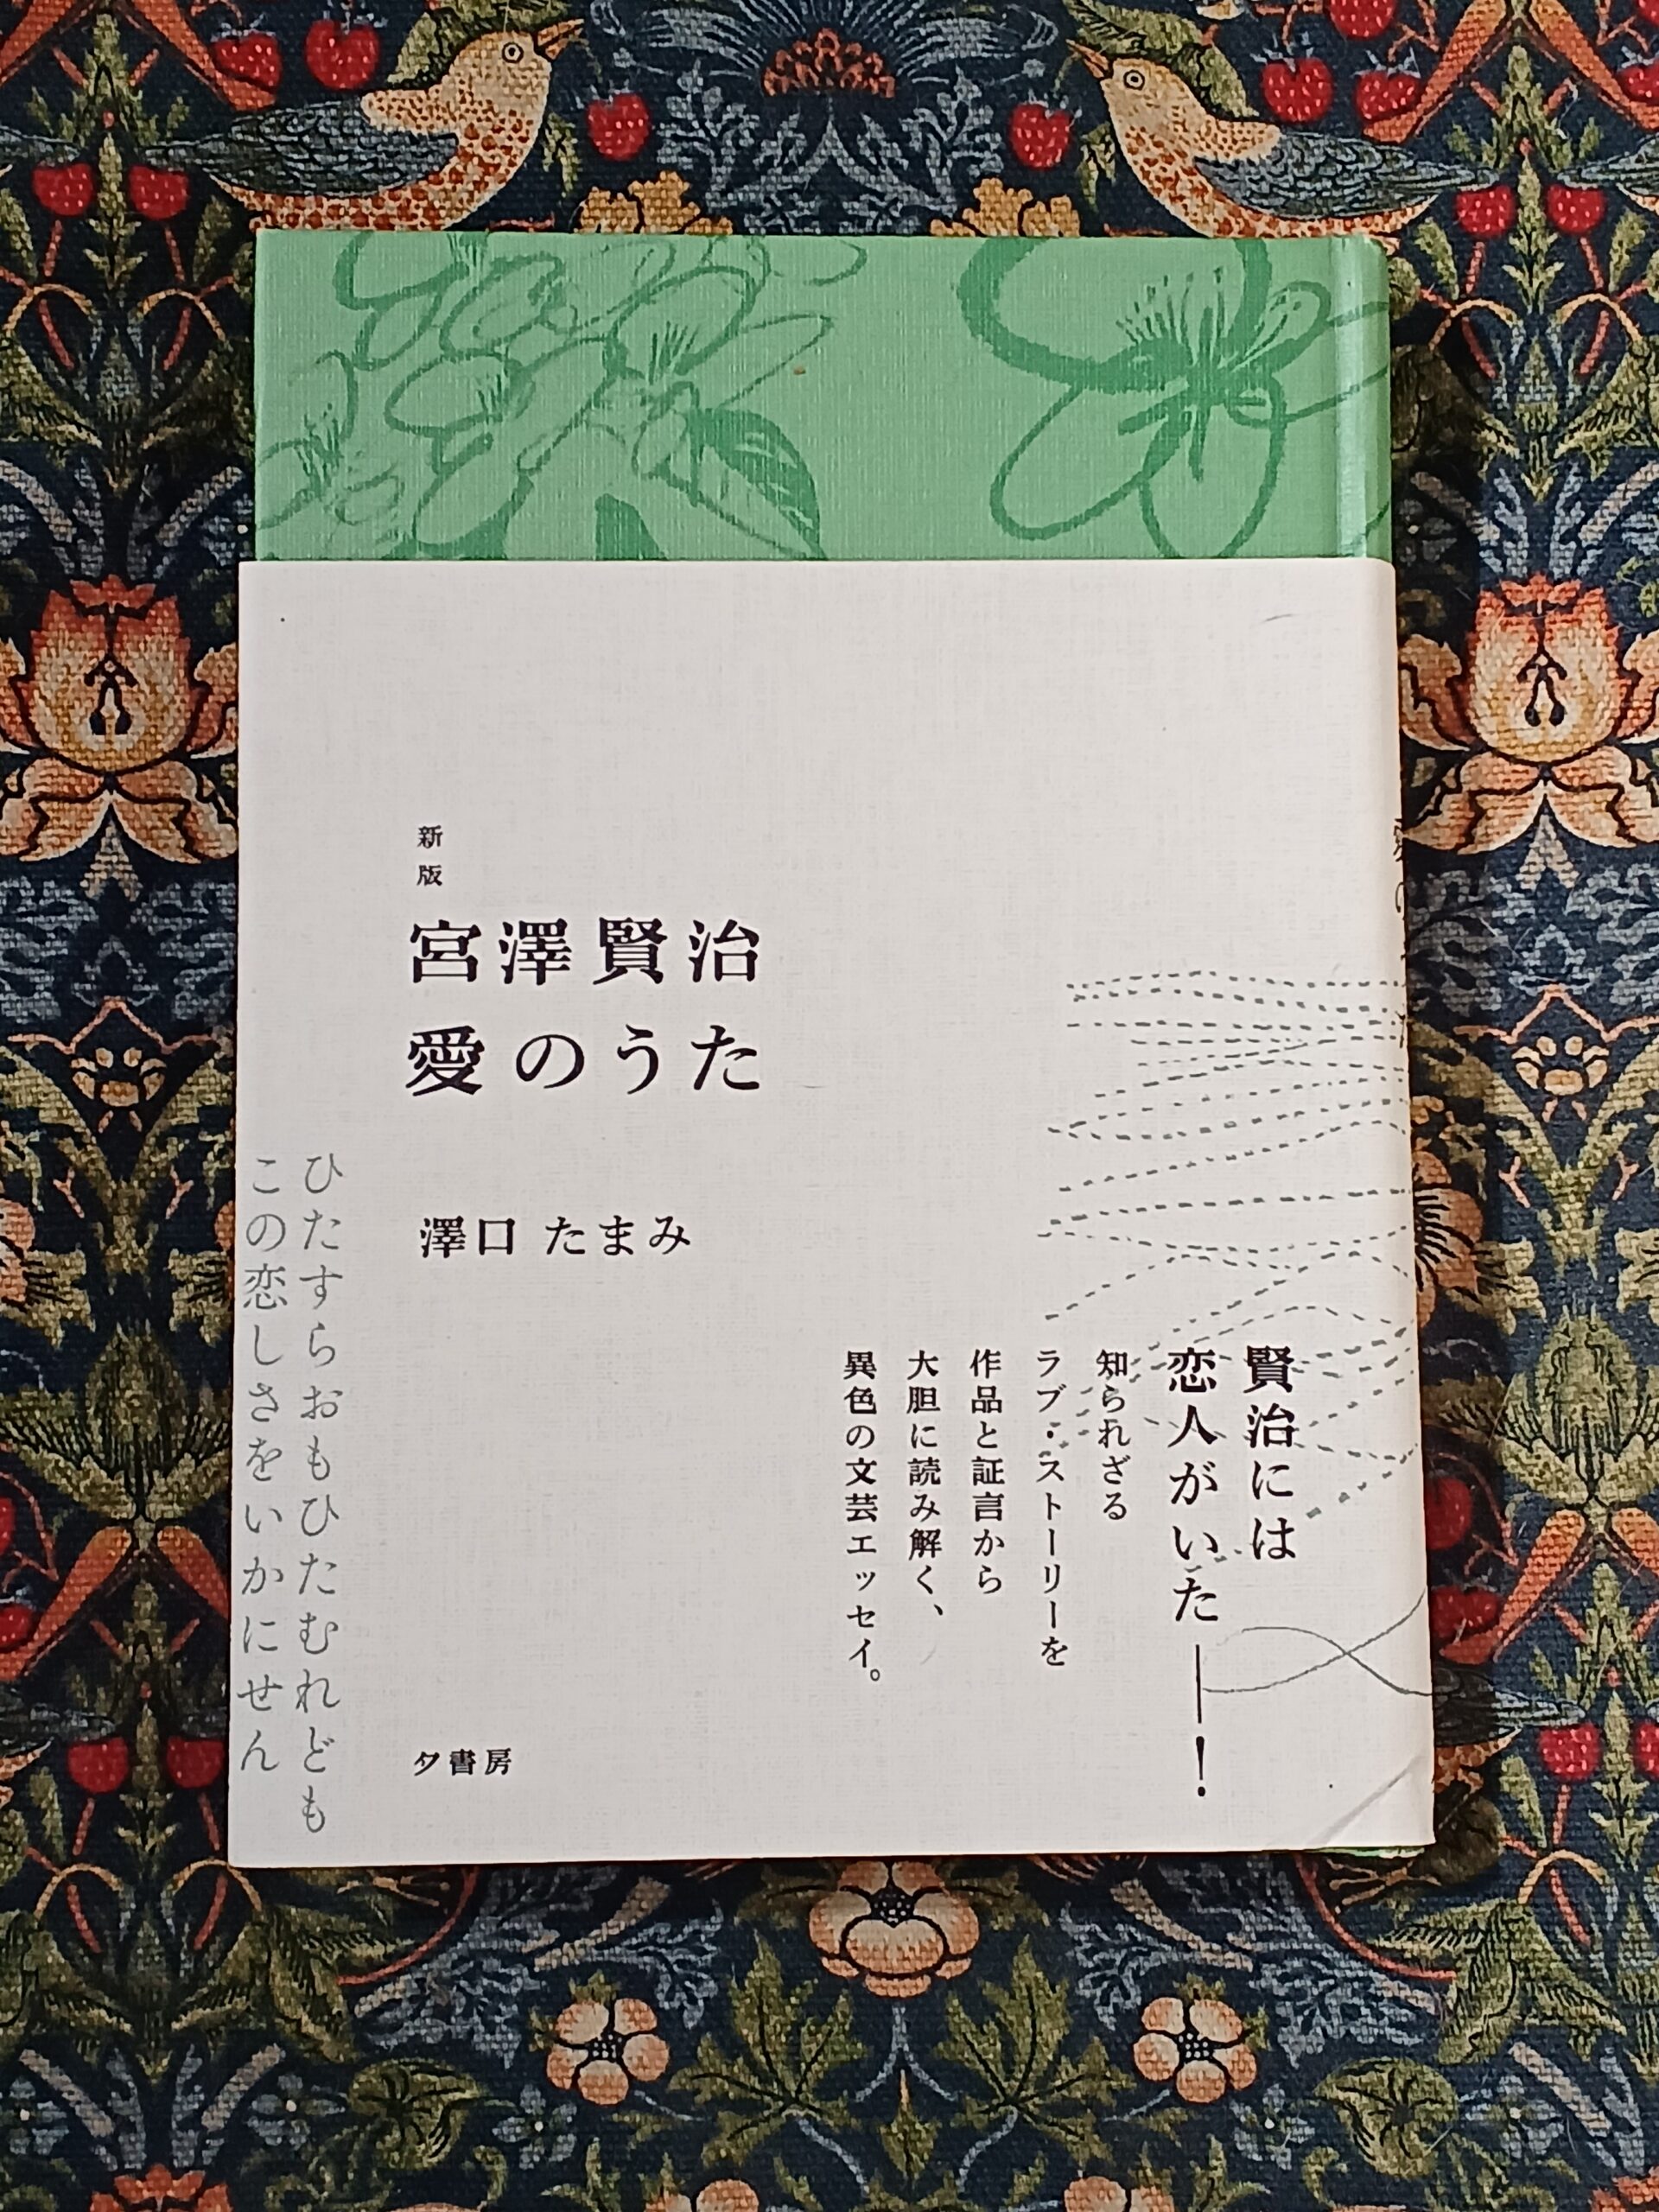 新版
宮澤賢治
愛のうた
澤口 たまみ
賢治には
恋人がいた——！
知られざる
ラブ・ストーリーを
作品と証言から
大胆に読み解く、
異色の文芸エッセイ。
ひたすらおもひたむれども
この恋しさをいかにせん
夕書房